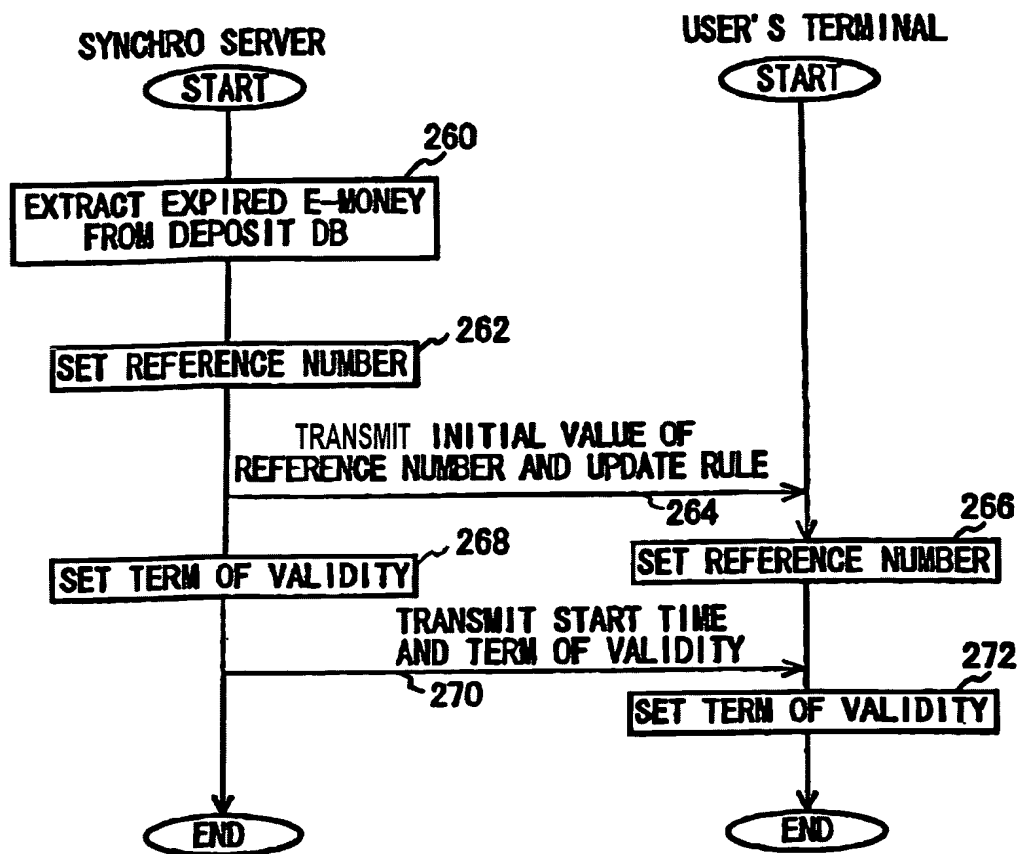 SYNCHRO SERVER
USER'S TERMINAL
START
START
260
EXTRACT EXPIRED E-MONEY
FROM DEPOSIT DB
262
SET REFERENCE NUMBER
TRANSMIT INITIAL VALUE OF
REFERENCE NUMBER AND UPDATE RULE
264
266
268
SET REFERENCE NUMBER
SET TERM OF VALIDITY
TRANSMIT START TIME
AND TERM OF VALIDITY
270
272
SET TERM OF VALIDITY
END
END